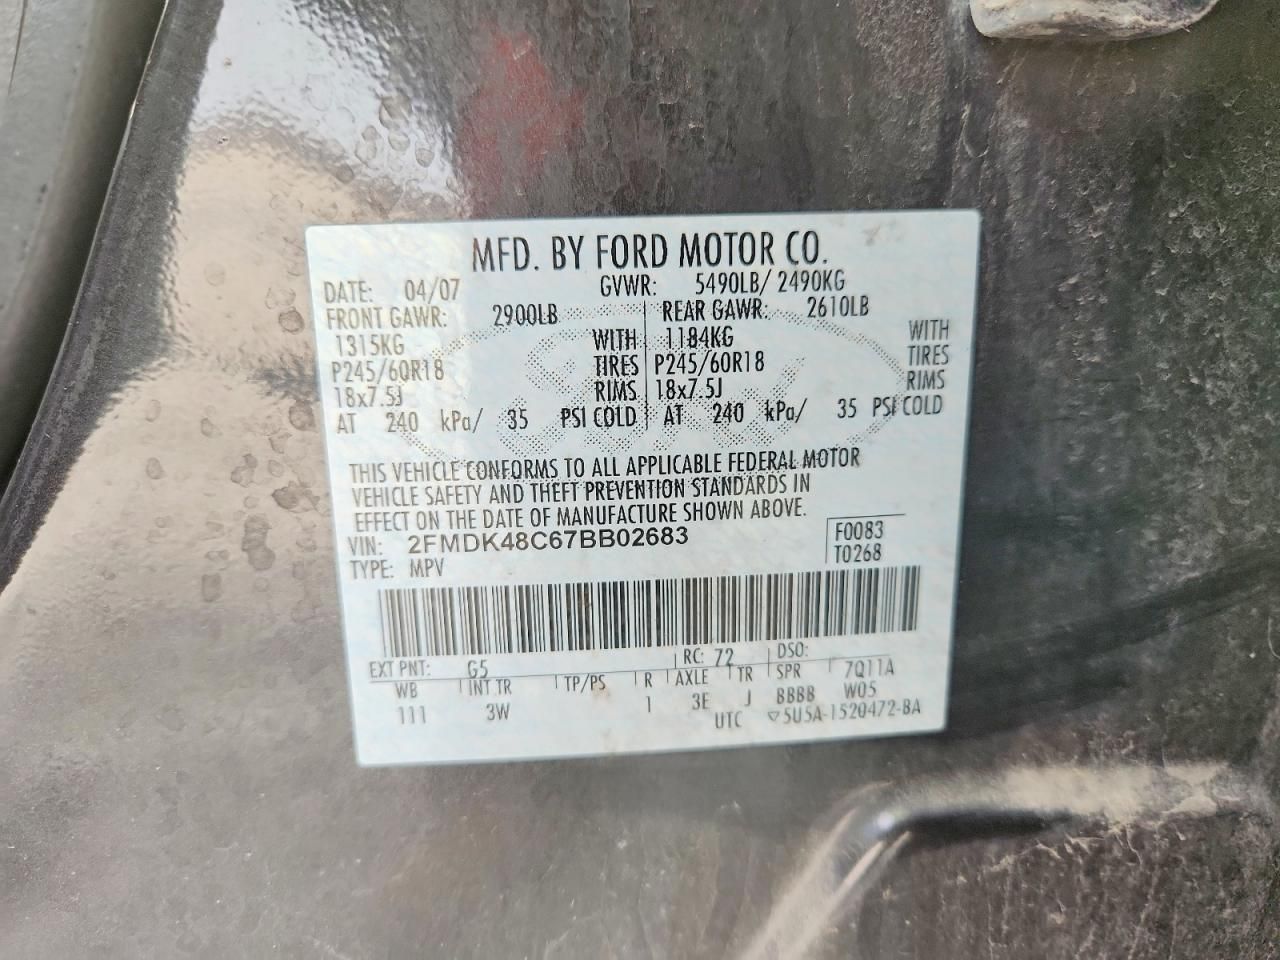 MFD. BY FORD MOTOR CO.
DATE: 04/07 GVWR: 5490LB/ 2490KG
FRONT GAWR: 2900LB REAR GAWR: 2610LB
1315KG WITH 1184KG WITH
P245/60R18 TIRES P245/60R18 TIRES
18x7.5J RIMS 18x7.5J RIMS
AT 240 kPa/ 35 PSI COLD AT 240 kPa/ 35 PSI COLD
THIS VEHICLE CONFORMS TO ALL APPLICABLE FEDERAL MOTOR
VEHICLE SAFETY AND THEFT PREVENTION STANDARDS IN
EFFECT ON THE DATE OF MANUFACTURE SHOWN ABOVE.
VIN: 2FMDK48C67BB02683 F0083
TYPE: MPV T0268
EXT PNT: G5 RC: 72 DSO:
WB INT TR TP/PS R AXLE TR SPR 7Q11A
111 3W 1 3E J BBBB W05
UTC ▽5U5A-1520472-BA